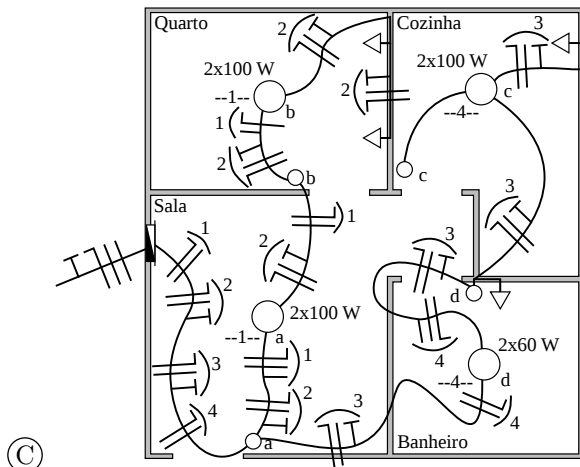 Quarto
Cozinha
2
3
2x100 W
2x100 W
--1--
b
2
c
--4--
1
2
b
c
Sala
3
1
1
3
2
2
d
--1--
a
2x100 W
2x60 W
1
4
3
2
--4--
d
4
3
4
a
Banheiro
C